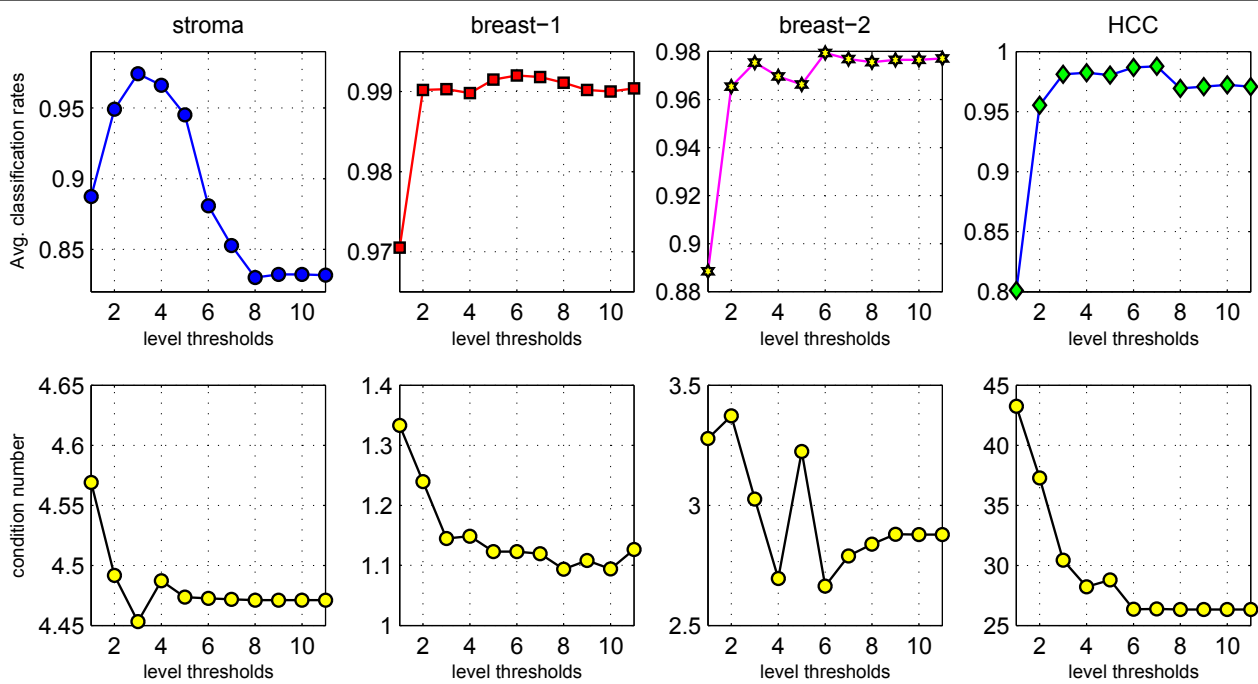 stroma
breast−1
breast−2
HCC
Avg. classification rates
0.95
0.9
0.85
2 4 6 8 10
level thresholds
0.99
0.98
0.97
2 4 6 8 10
level thresholds
0.98
0.96
0.94
0.92
0.9
0.88
2 4 6 8 10
level thresholds
1
0.95
0.9
0.85
0.8
2 4 6 8 10
level thresholds
condition number
4.65
4.6
4.55
4.5
4.45
2 4 6 8 10
level thresholds
1.4
1.3
1.2
1.1
1
2 4 6 8 10
level thresholds
3.5
3
2.5
2 4 6 8 10
level thresholds
45
40
35
30
25
2 4 6 8 10
level thresholds